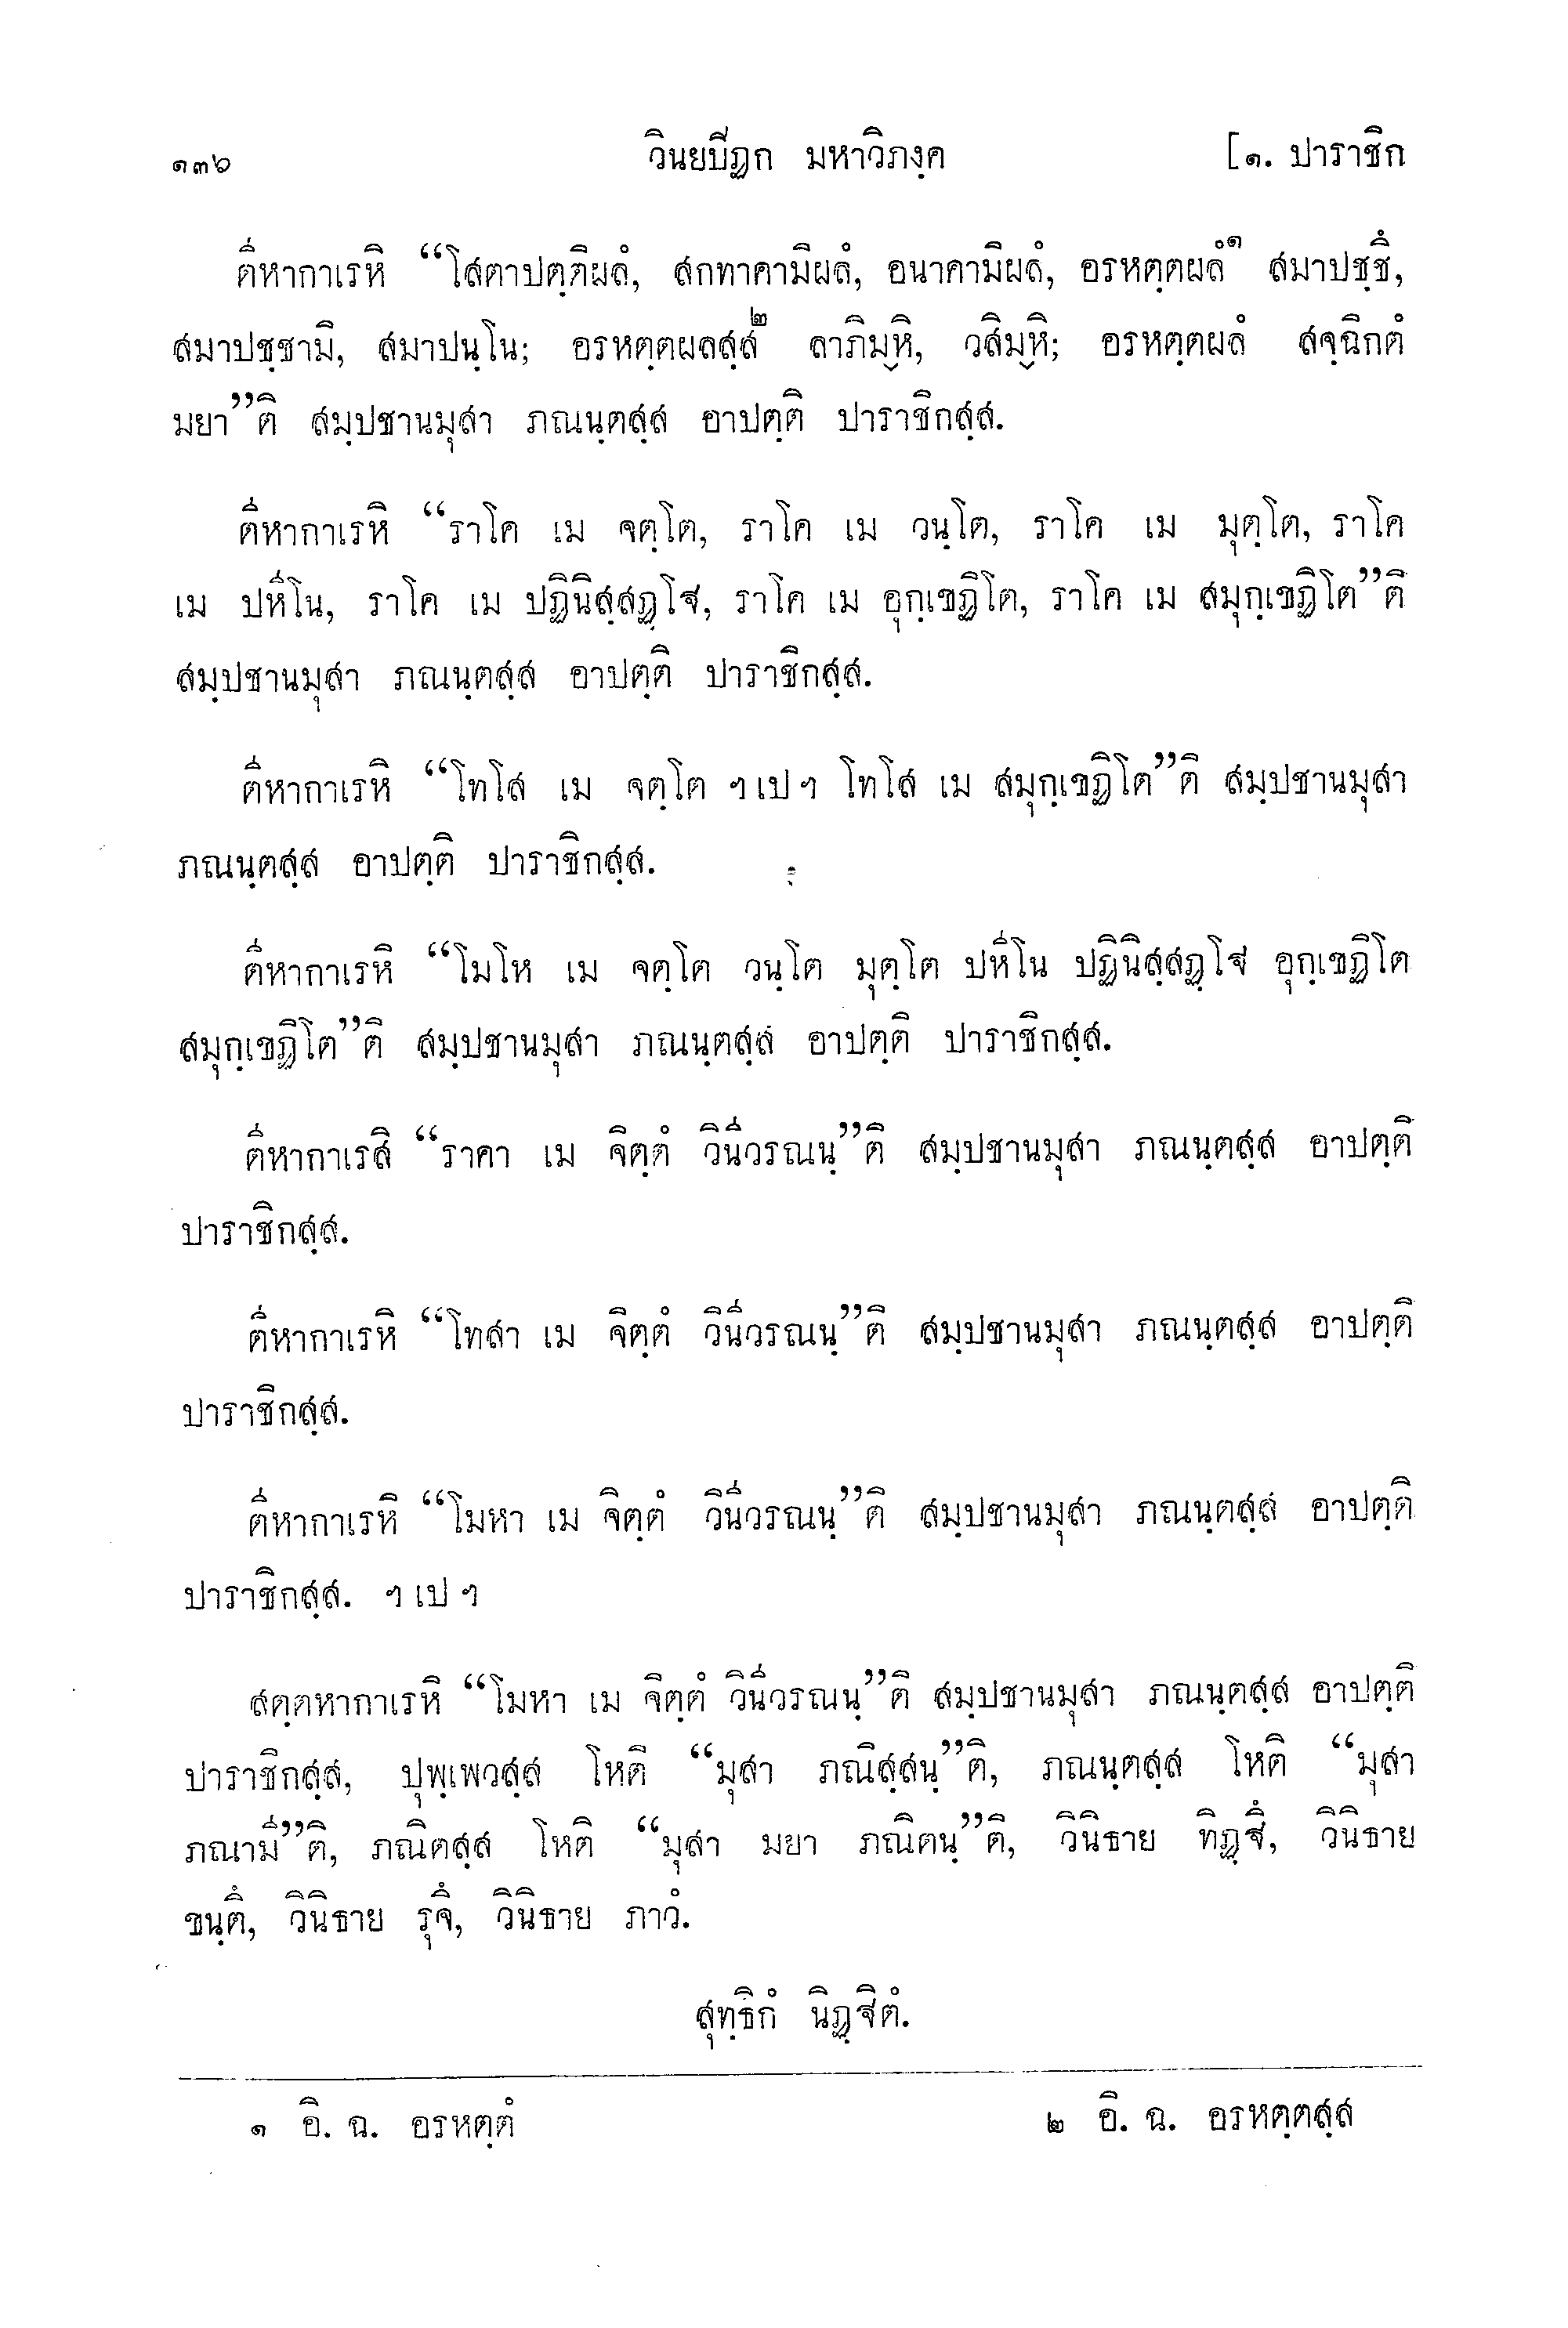 ๑๓๖ วินยปีฏก มหาวิภงฺค [๑. ปาราชิก
ตีหากาเรหิ “โสตาปตฺติผลํ, สกทาคามิผลํ, อนาคามิผลํ, อรหตฺตผลํ๑ สมาปชฺชึ,
สมาปชฺชามิ, สมาปนฺโน; อรหตฺตผลสฺส๒ ลาภิมฺหิ, วสิมฺหิ; อรหตฺตผลํ สจฺฉิกตํ
มยา”ติ สมฺปชานมุสา ภณนฺตสฺส อาปตฺติ ปาราชิกสฺส.
ตีหากาเรหิ “ราโค เม จตฺโต, ราโค เม วนฺโต, ราโค เม มุตฺโต, ราโค
เม ปหีโน, ราโค เม ปฏินิสฺสฏฺโฐ, ราโค เม อุกฺเขฏิโต, ราโค เม สมุกฺเขฏิโต”ติ
สมฺปชานมุสา ภณนฺตสฺส อาปตฺติ ปาราชิกสฺส.
ตีหากาเรหิ “โทโส เม จตฺโต ฯ เป ฯ โทโส เม สมุกฺเขฏิโต”ติ สมฺปชานมุสา
ภณนฺตสฺส อาปตฺติ ปาราชิกสฺส.
ตีหากาเรหิ “โมโห เม จตฺโต วนฺโต มุตฺโต ปหีโน ปฏินิสฺสฏฺโฐ อุกฺเขฏิโต
สมุกฺเขฏิโต”ติ สมฺปชานมุสา ภณนฺตสฺส อาปตฺติ ปาราชิกสฺส.
ตีหากาเรสิ “ราคา เม จิตฺตํ วินีวรณนฺ”ติ สมฺปชานมุสา ภณนฺตสฺส อาปตฺติ
ปาราชิกสฺส.
ตีหากาเรหิ “โทสา เม จิตฺตํ วินีวรณนฺ”ติ สมฺปชานมุสา ภณนฺตสฺส อาปตฺติ
ปาราชิกสฺส.
ตีหากาเรหิ “โมหา เม จิตฺตํ วินีวรณนฺ”ติ สมฺปชานมุสา ภณนฺตสฺส อาปตฺติ
ปาราชิกสฺส. ฯ เป ฯ
สตฺตหากาเรหิ “โมหา เม จิตฺตํ วินีวรณนฺ”ติ สมฺปชานมุสา ภณนฺตสฺส อาปตฺติ
ปาราชิกสฺส, ปุพฺเพวสฺส โหติ “มุสา ภณิสฺสนฺ”ติ, ภณนฺตสฺส โหติ “มุสา
ภณามี”ติ, ภณิตสฺส โหติ “มุสา มยา ภณิตนฺ”ติ, วินิธาย ทิฏฺฐึ, วินิธาย
ขนฺตึ, วินิธาย รุจึ, วินิธาย ภาวํ.
สุทฺธิกํ นิฏฺฐิตํ.
๑ อิ. ฉ. อรหตฺตํ ๒ อิ. ฉ. อรหตฺตสฺส